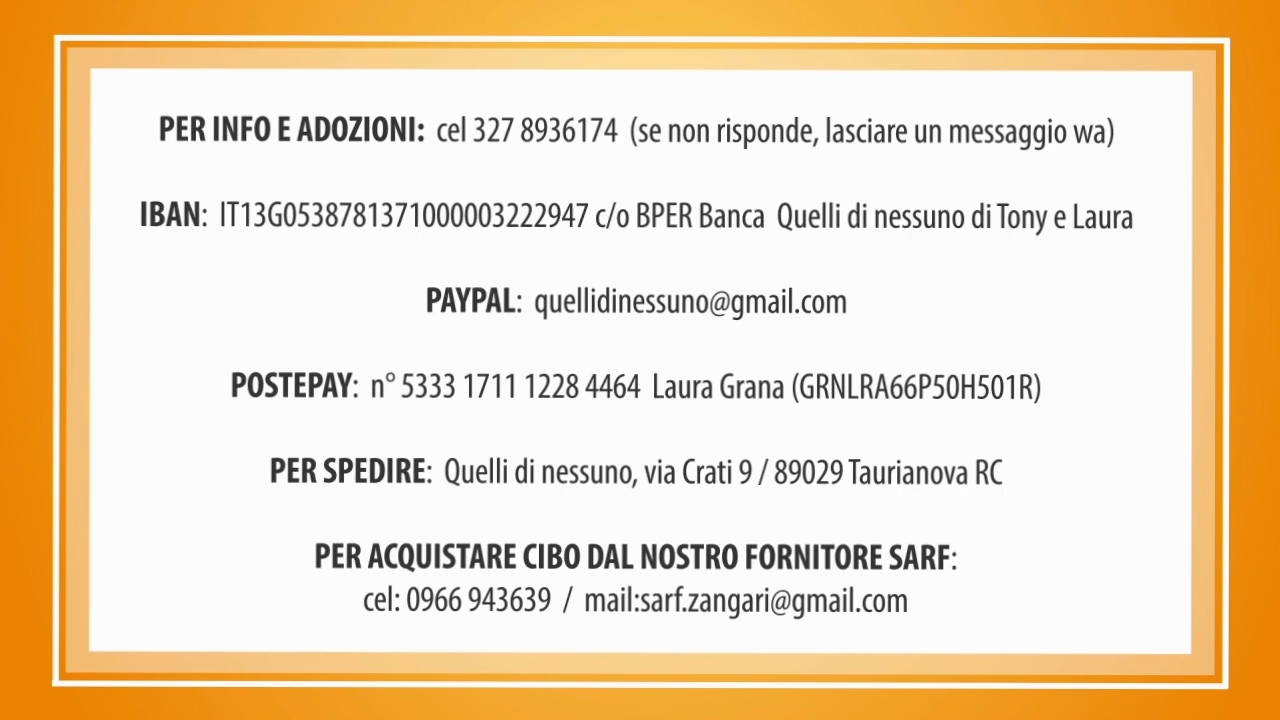 PER INFO E ADOZIONI: cel 327 8936174 (se non risponde, lasciare un messaggio wa)
IBAN: IT13G0538781371000003222947 c/o BPER Banca Quelli di nessuno di Tony e Laura
PAYPAL: quellidinessuno@gmail.com
POSTEPAY: n° 5333 1711 1228 4464 Laura Grana (GRNLRA66P50H501R)
PER SPEDIRE: Quelli di nessuno, via Crati 9 / 89029 Taurianova RC
PER ACQUISTARE CIBO DAL NOSTRO FORNITORE SARF:
cel: 0966 943639 / mail:sarf.zangari@gmail.com